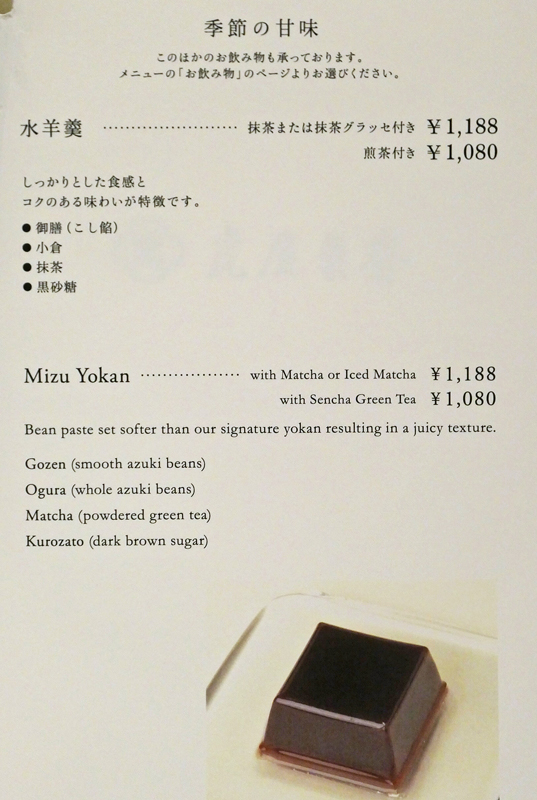 季節の甘味
このほかのお飲み物も承っております。
メニューの「お飲み物」のページよりお選びください。
水羊羹 ························ 抹茶または抹茶グラッセ付き ￥1,188
煎茶付き ￥1,080
しっかりとした食感と
コクのある味わいが特徴です。
● 御膳（こし餡）
● 小倉
● 抹茶
● 黒砂糖
Mizu Yokan ·················· with Matcha or Iced Matcha ￥1,188
with Sencha Green Tea ￥1,080
Bean paste set softer than our signature yokan resulting in a juicy texture.
Gozen (smooth azuki beans)
Ogura (whole azuki beans)
Matcha (powdered green tea)
Kurozato (dark brown sugar)